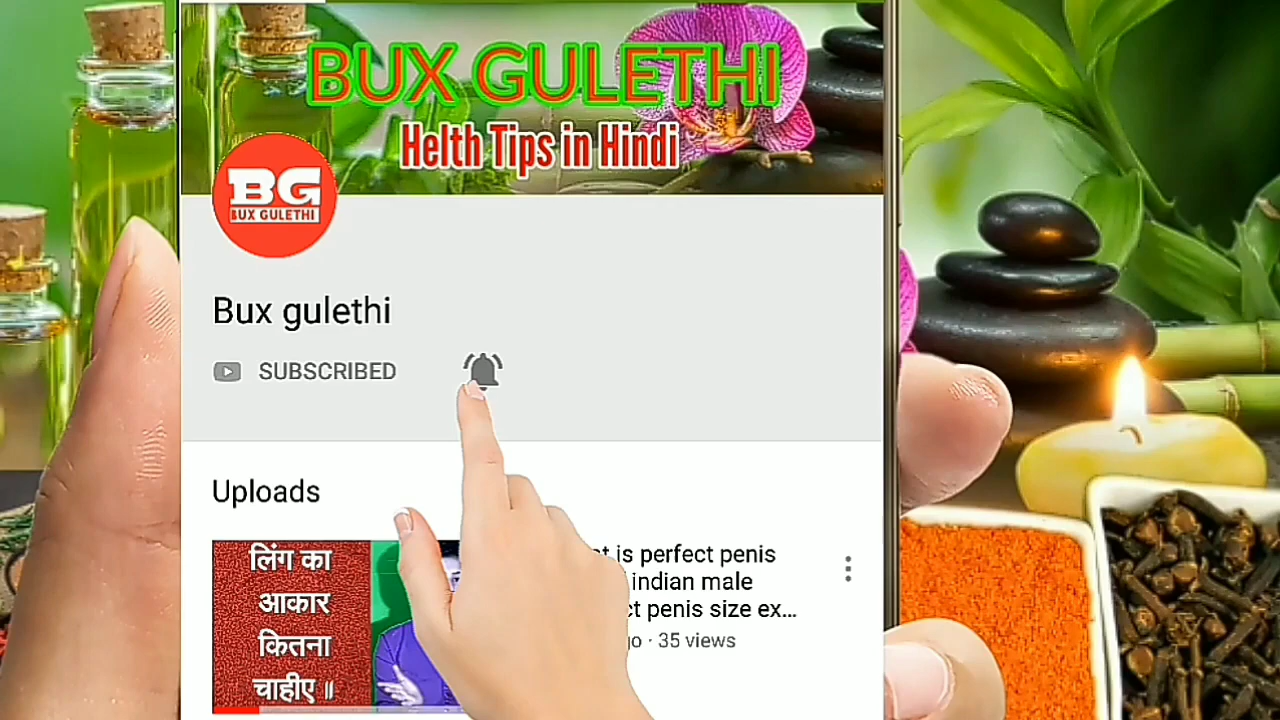 BUX GULETHI
Helth Tips in Hindi
BG
BUX GULETHI
Bux gulethi
SUBSCRIBED
Uploads
लिंग का
आकार
कितना
चाहीए ॥
is perfect penis
indian male
penis size ex...
· 35 views